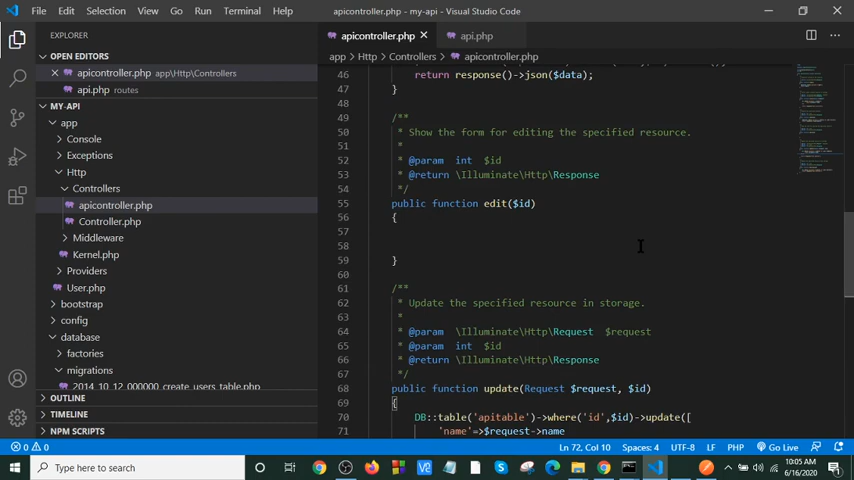 File Edit Selection View Go Run Terminal Help
apicontroller.php - my-api - Visual Studio Code
EXPLORER
apicontroller.php
api.php
OPEN EDITORS
app > Http > Controllers > apicontroller.php
apicontroller.php app\Http\Controllers
api.php routes
MY-API
app
Console
Exceptions
Http
Controllers
apicontroller.php
Controller.php
Middleware
Kernel.php
Providers
User.php
bootstrap
config
database
factories
migrations
2014_10_12_000000_create_users_table.php
OUTLINE
TIMELINE
NPM SCRIPTS
46 return response()->json($data);
47 }
48
49 /**
50 * Show the form for editing the specified resource.
51 *
52 * @param int $id
53 * @return \Illuminate\Http\Response
54 */
55 public function edit($id)
56 {
57
58
59 }
60
61 /**
62 * Update the specified resource in storage.
63 *
64 * @param \Illuminate\Http\Request $request
65 * @param int $id
66 * @return \Illuminate\Http\Response
67 */
68 public function update(Request $request, $id)
69 {
70 DB::table('apitable')->where('id',$id)->update([
71 'name'=>$request->name
0 0
Ln 72, Col 10 Spaces: 4 UTF-8 LF PHP Go Live
Type here to search
10:05 AM
6/16/2020